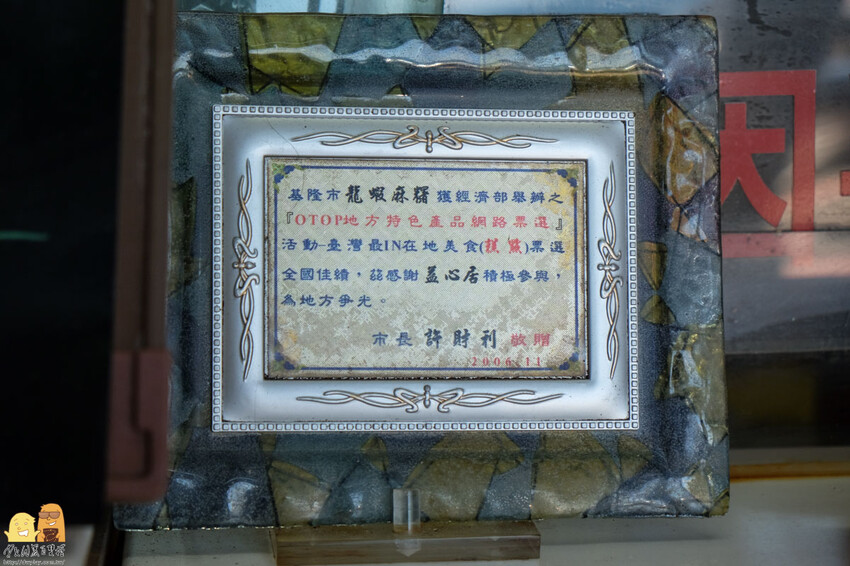 基隆市龍蝦麻糬獲經濟部舉辦之
『OTOP地方特色產品網路票選』
活動-臺灣最IN在地美食(糕點)票選
全國佳績，茲感謝益心居積極參與，
為地方爭光。
市長 許財利 敬贈
2006.11